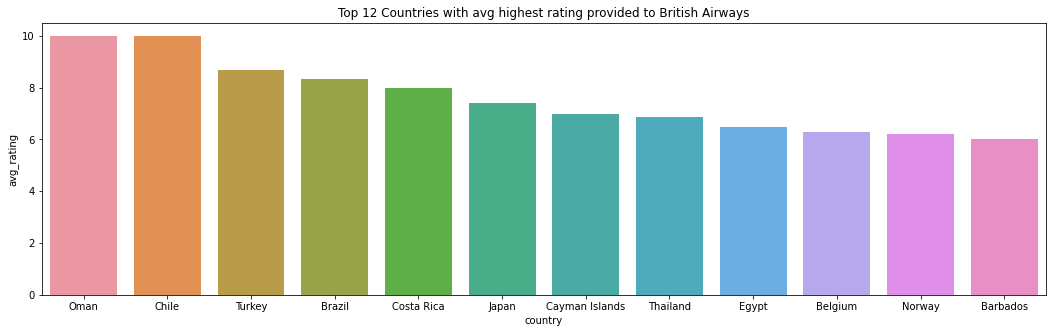 Top 12 Countries with avg highest rating provided to British Airways
avg_rating
10
8
6
4
2
0
Oman Chile Turkey Brazil Costa Rica Japan Cayman Islands Thailand Egypt Belgium Norway Barbados
country